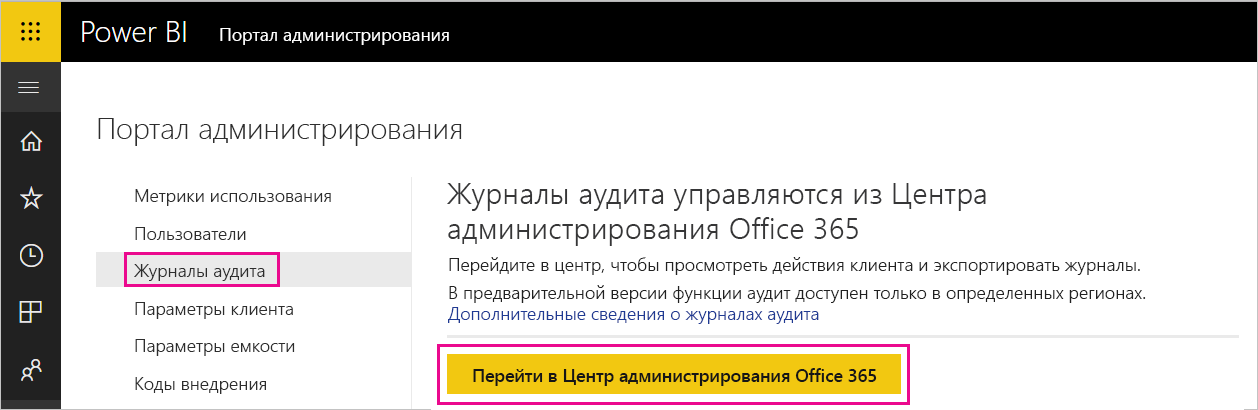 Power BI Портал администрирования
Портал администрирования
Метрики использования
Пользователи
Журналы аудита
Параметры клиента
Параметры емкости
Коды внедрения
Журналы аудита управляются из Центра
администрирования Office 365
Перейдите в центр, чтобы просмотреть действия клиента и экспортировать журналы.
В предварительной версии функции аудит доступен только в определенных регионах.
Дополнительные сведения о журналах аудита
Перейти в Центр администрирования Office 365